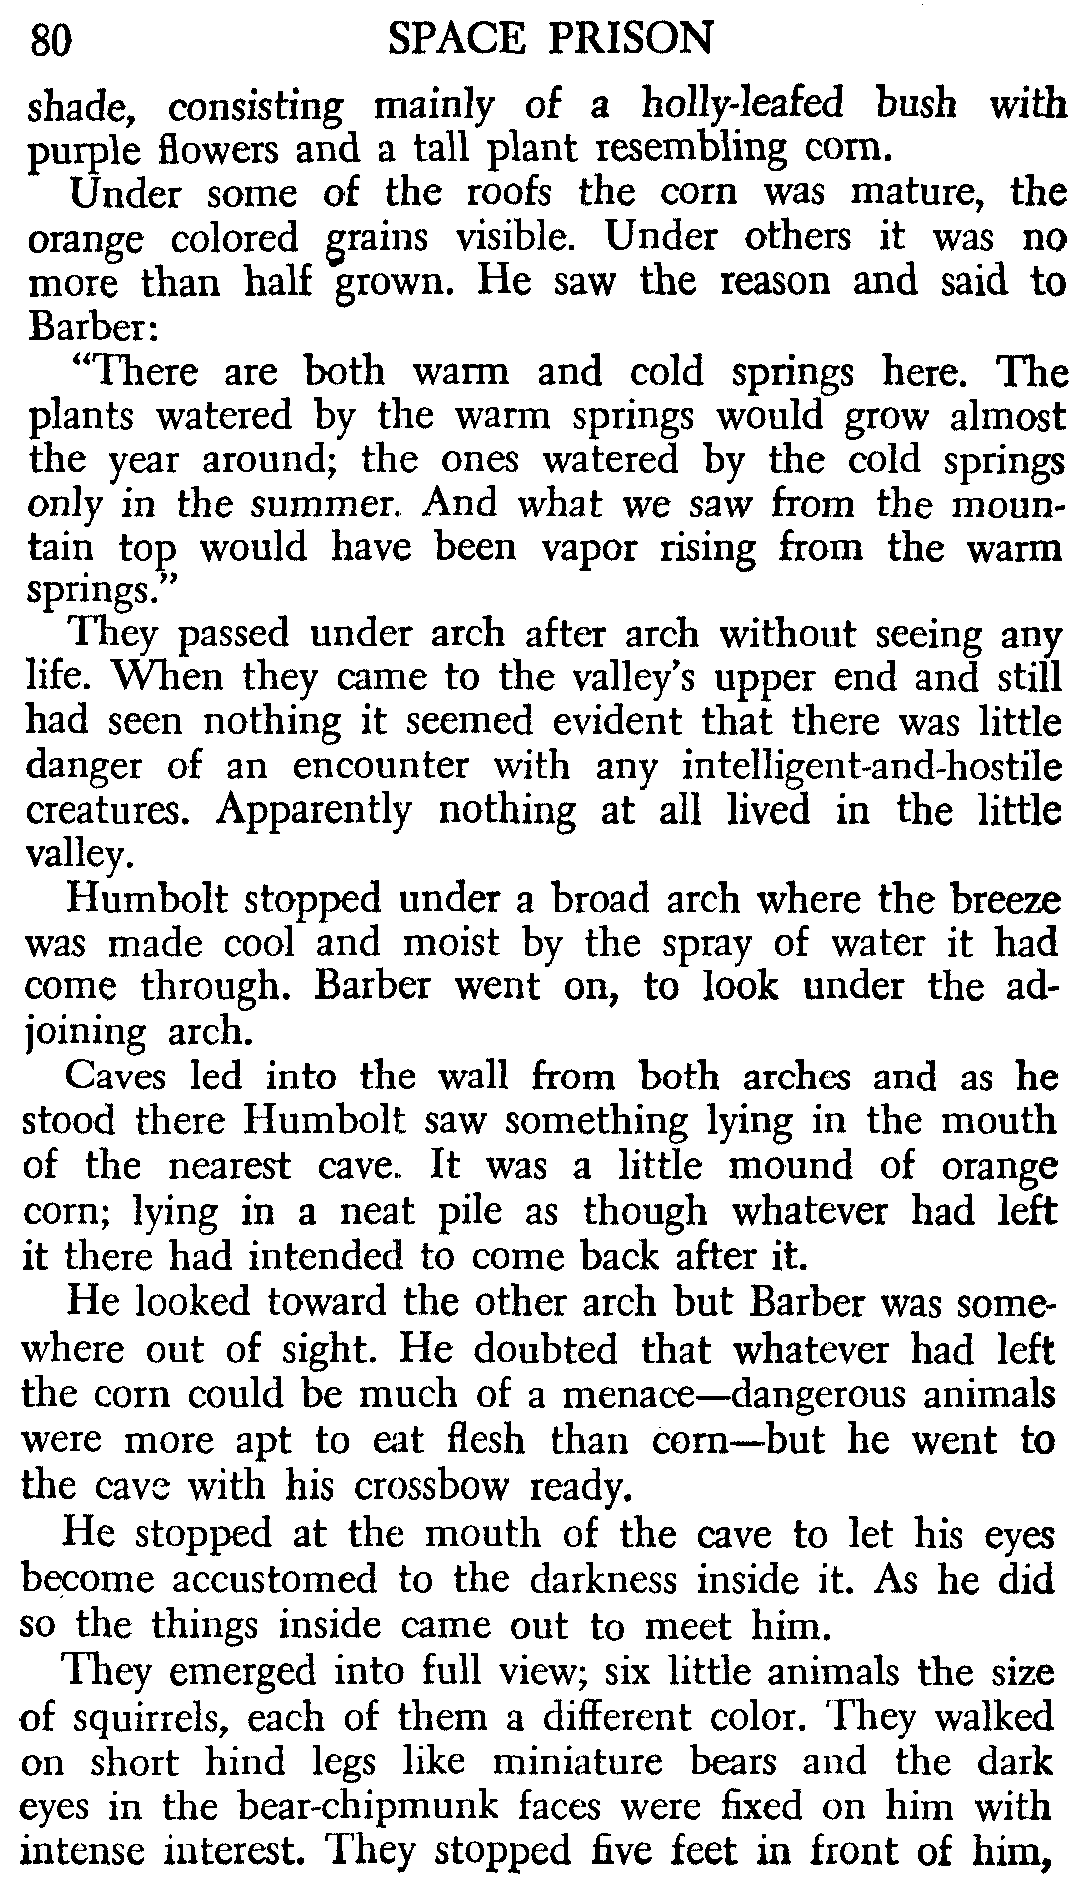 80 SPACE PRISON
shade, consisting mainly of a holly-leafed bush with
purple flowers and a tall plant resembling corn.
Under some of the roofs the corn was mature, the
orange colored grains visible. Under others it was no
more than half grown. He saw the reason and said to
Barber:
“There are both warm and cold springs here. The
plants watered by the warm springs would grow almost
the year around; the ones watered by the cold springs
only in the summer. And what we saw from the moun-
tain top would have been vapor rising from the warm
springs.”
They passed under arch after arch without seeing any
life. When they came to the valley’s upper end and still
had seen nothing it seemed evident that there was little
danger of an encounter with any intelligent-and-hostile
creatures. Apparently nothing at all lived in the little
valley.
Humbolt stopped under a broad arch where the breeze
was made cool and moist by the spray of water it had
come through. Barber went on, to look under the ad-
joining arch.
Caves led into the wall from both arches and as he
stood there Humbolt saw something lying in the mouth
of the nearest cave. It was a little mound of orange
corn; lying in a neat pile as though whatever had left
it there had intended to come back after it.
He looked toward the other arch but Barber was some-
where out of sight. He doubted that whatever had left
the corn could be much of a menace—dangerous animals
were more apt to eat flesh than corn—but he went to
the cave with his crossbow ready.
He stopped at the mouth of the cave to let his eyes
become accustomed to the darkness inside it. As he did
so the things inside came out to meet him.
They emerged into full view; six little animals the size
of squirrels, each of them a different color. They walked
on short hind legs like miniature bears and the dark
eyes in the bear-chipmunk faces were fixed on him with
intense interest. They stopped five feet in front of him,